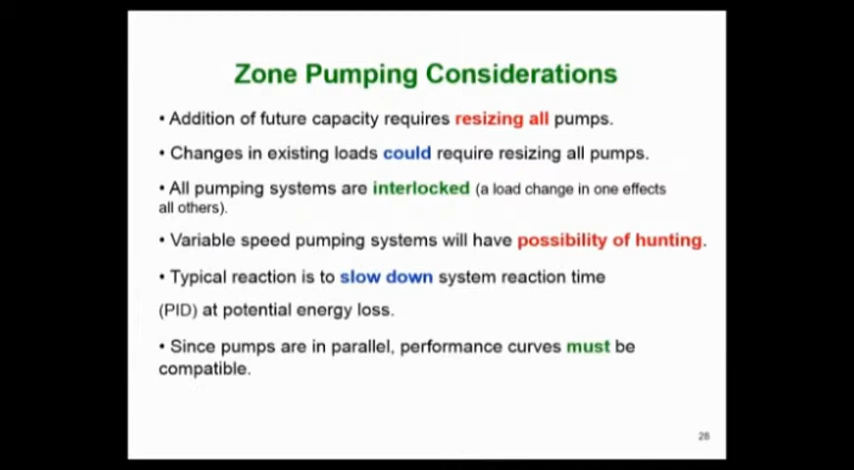 Zone Pumping Considerations
• Addition of future capacity requires resizing all pumps.
• Changes in existing loads could require resizing all pumps.
• All pumping systems are interlocked (a load change in one effects
all others).
• Variable speed pumping systems will have possibility of hunting.
• Typical reaction is to slow down system reaction time
(PID) at potential energy loss.
• Since pumps are in parallel, performance curves must be
compatible.
28